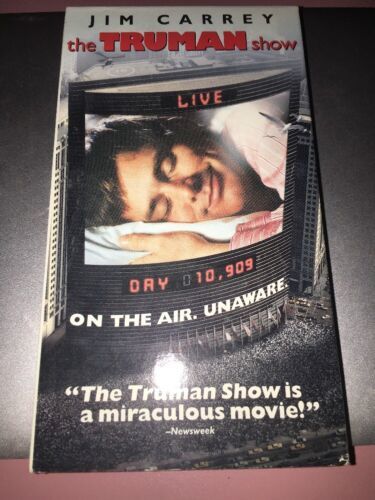 JIM CARREY
the TRUMAN show
LIVE
DAY 10,909
ON THE AIR. UNAWARE.
“The Truman Show is
a miraculous movie!”
–Newsweek